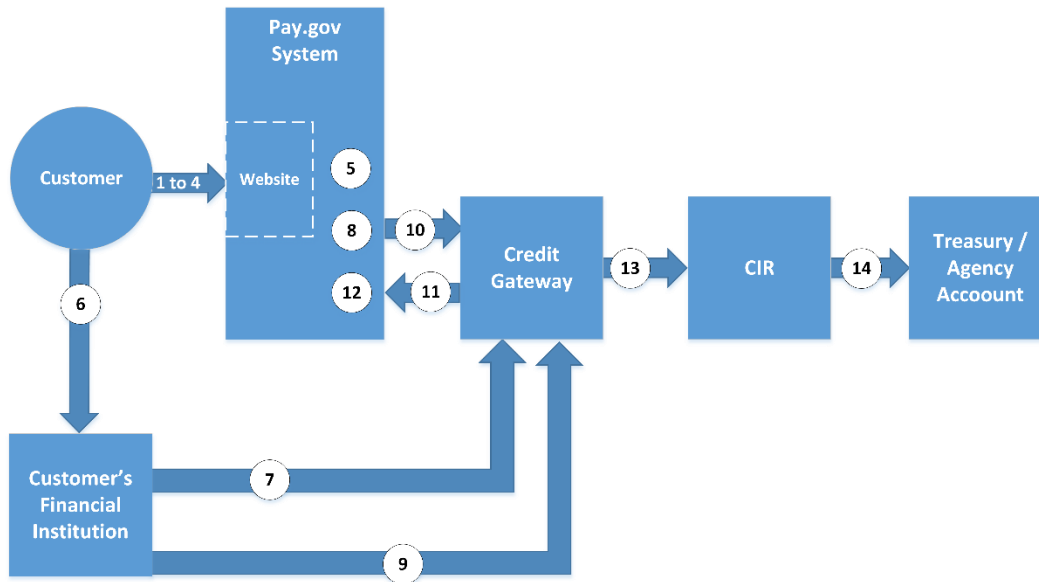 Pay.gov
System
Customer
1 to 4
Website
5
8
12
10
11
Credit
Gateway
13
CIR
14
Treasury /
Agency
Accoount
6
Customer's
Financial
Institution
7
9